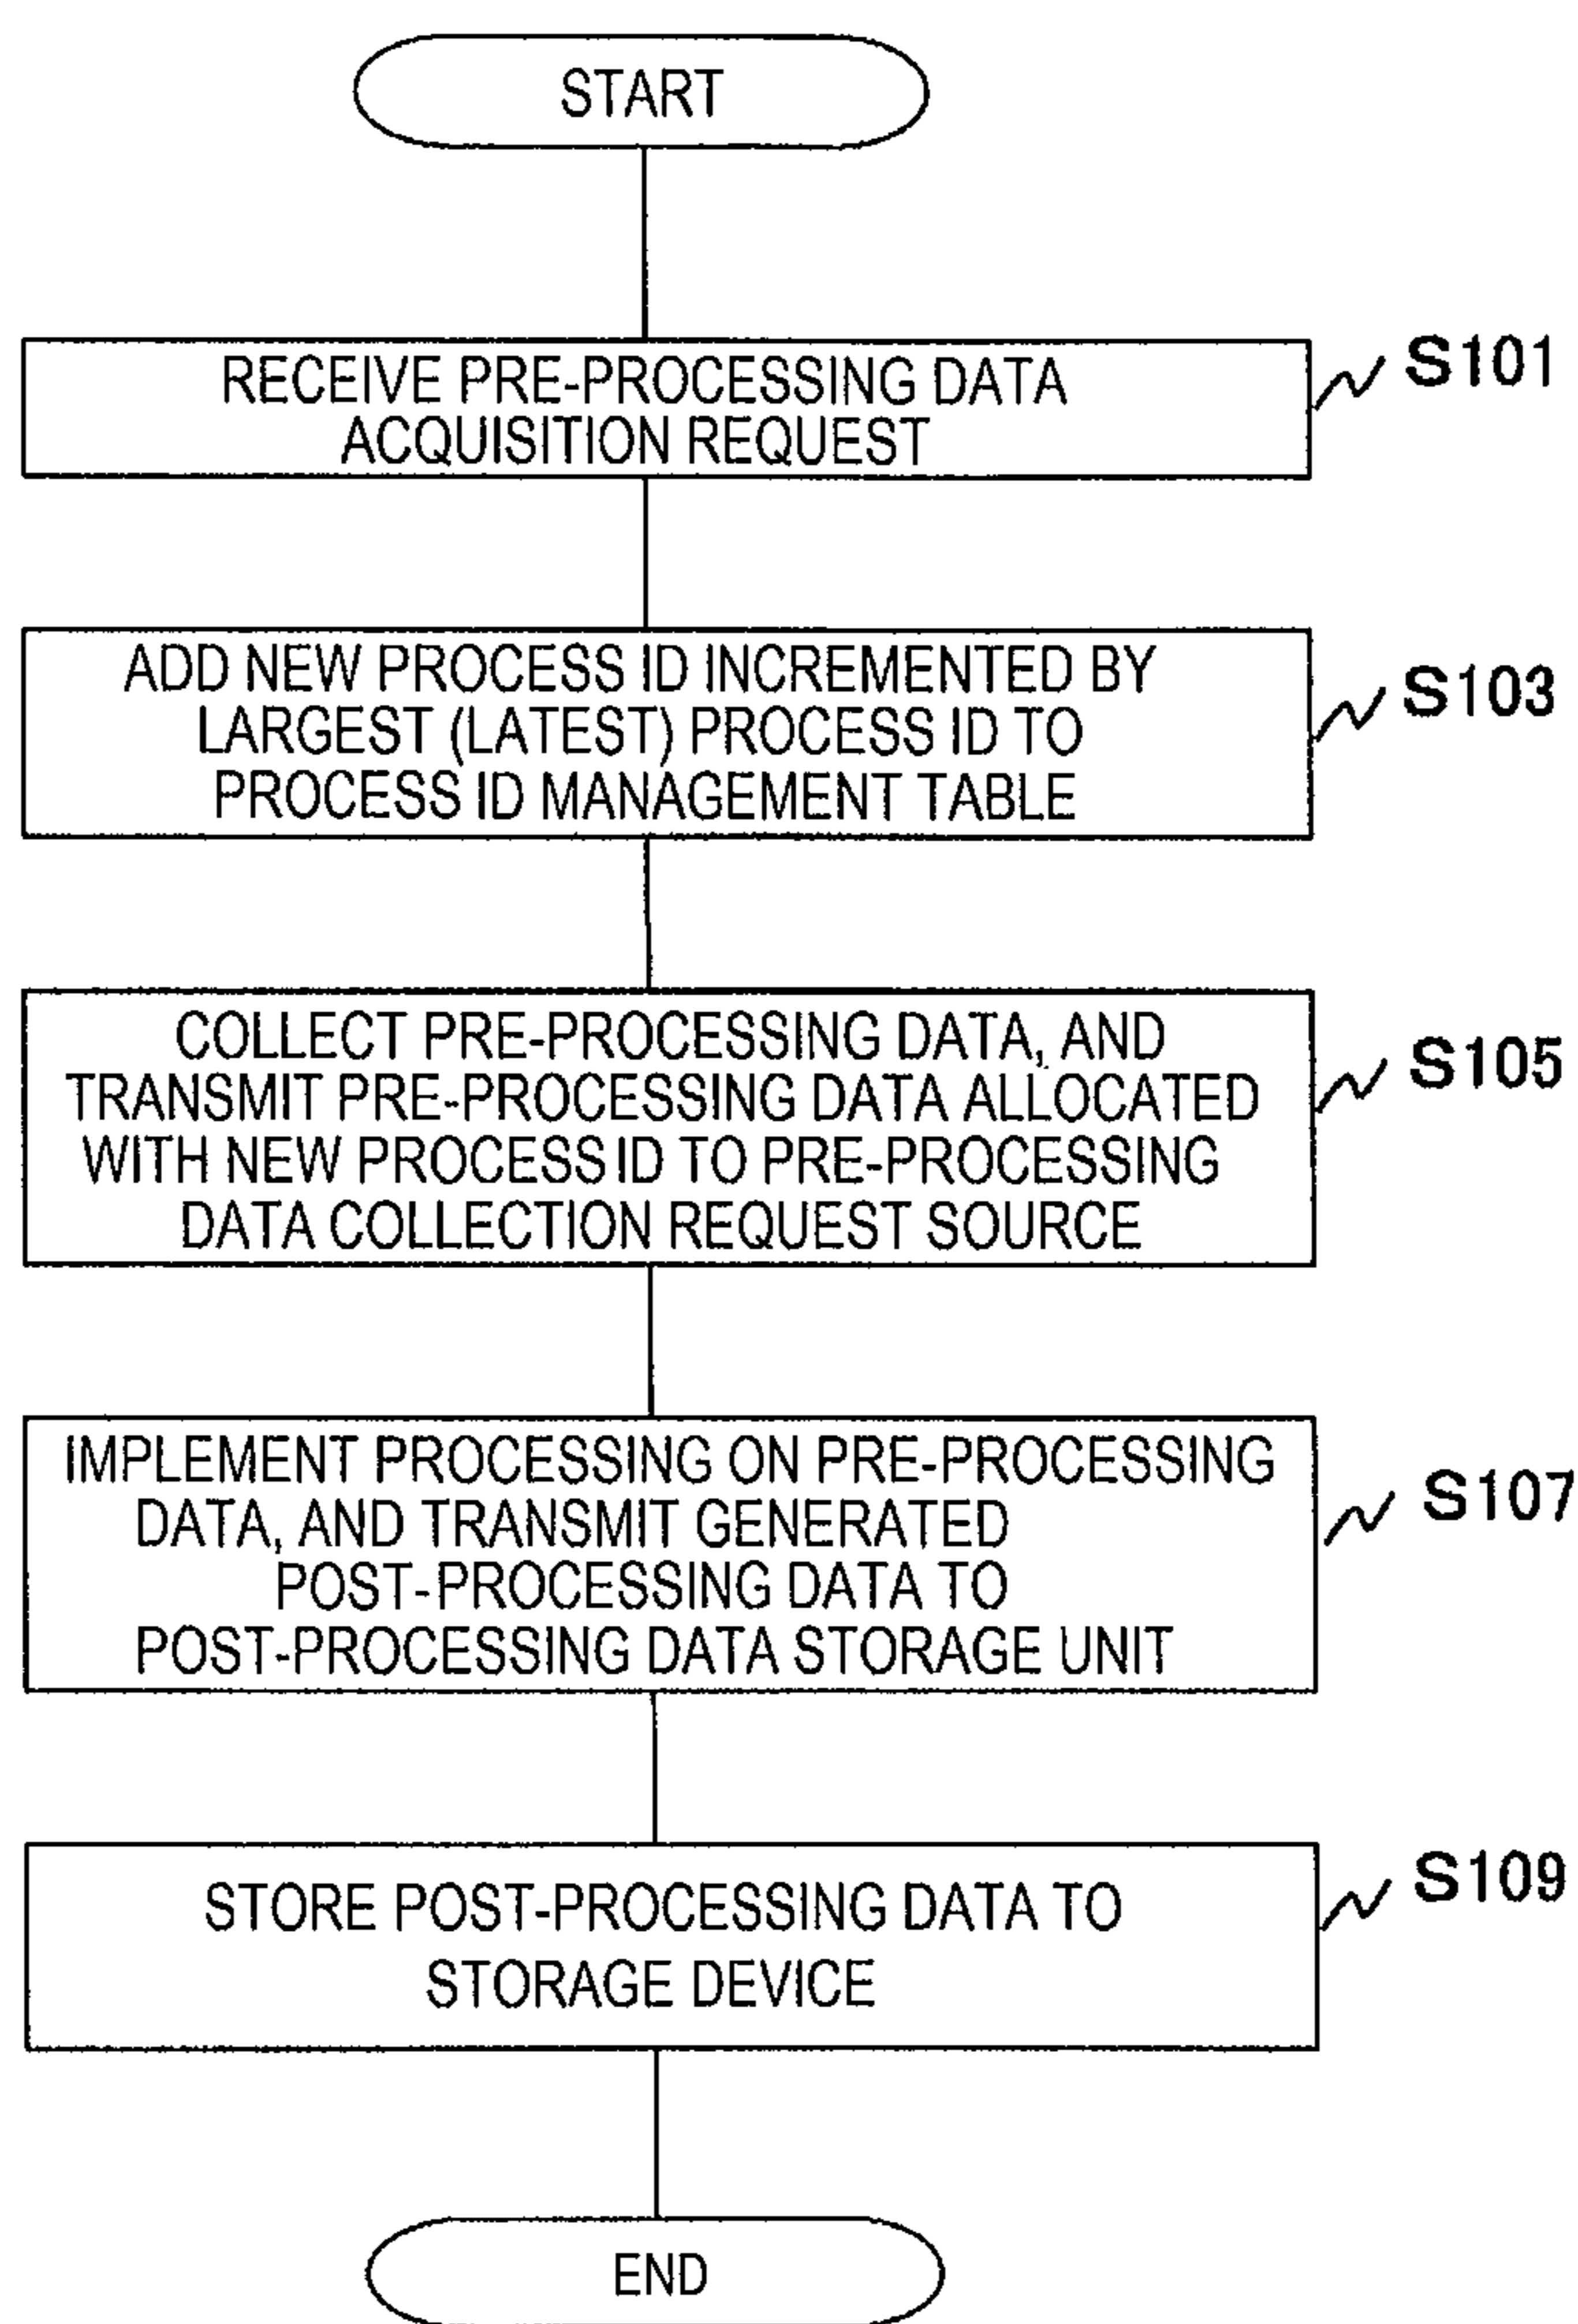 START
RECEIVE PRE-PROCESSING DATA
ACQUISITION REQUEST
S101
ADD NEW PROCESS ID INCREMENTED BY
LARGEST (LATEST) PROCESS ID TO
PROCESS ID MANAGEMENT TABLE
S103
COLLECT PRE-PROCESSING DATA, AND
TRANSMIT PRE-PROCESSING DATA ALLOCATED
WITH NEW PROCESS ID TO PRE-PROCESSING
DATA COLLECTION REQUEST SOURCE
S105
IMPLEMENT PROCESSING ON PRE-PROCESSING
DATA, AND TRANSMIT GENERATED
POST-PROCESSING DATA TO
POST-PROCESSING DATA STORAGE UNIT
S107
STORE POST-PROCESSING DATA TO
STORAGE DEVICE
S109
END